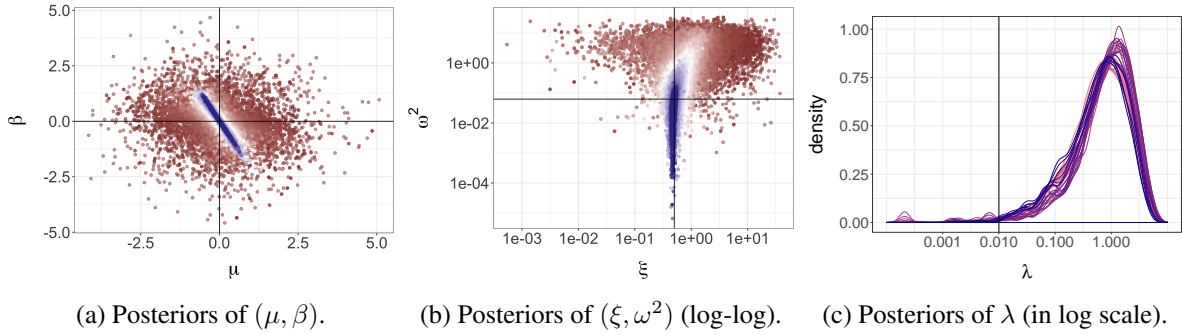 5.0
2.5
0.0
-2.5
-5.0
β
-2.5 0.0 2.5 5.0
μ
1e+00
1e-02
1e-04
ω²
1e-03 1e-02 1e-01 1e+00 1e+01
ξ
1.00
0.75
0.50
0.25
0.00
density
0.001 0.010 0.100 1.000
λ
(a) Posteriors of (μ, β).
(b) Posteriors of (ξ, ω²) (log-log).
(c) Posteriors of λ (in log scale).